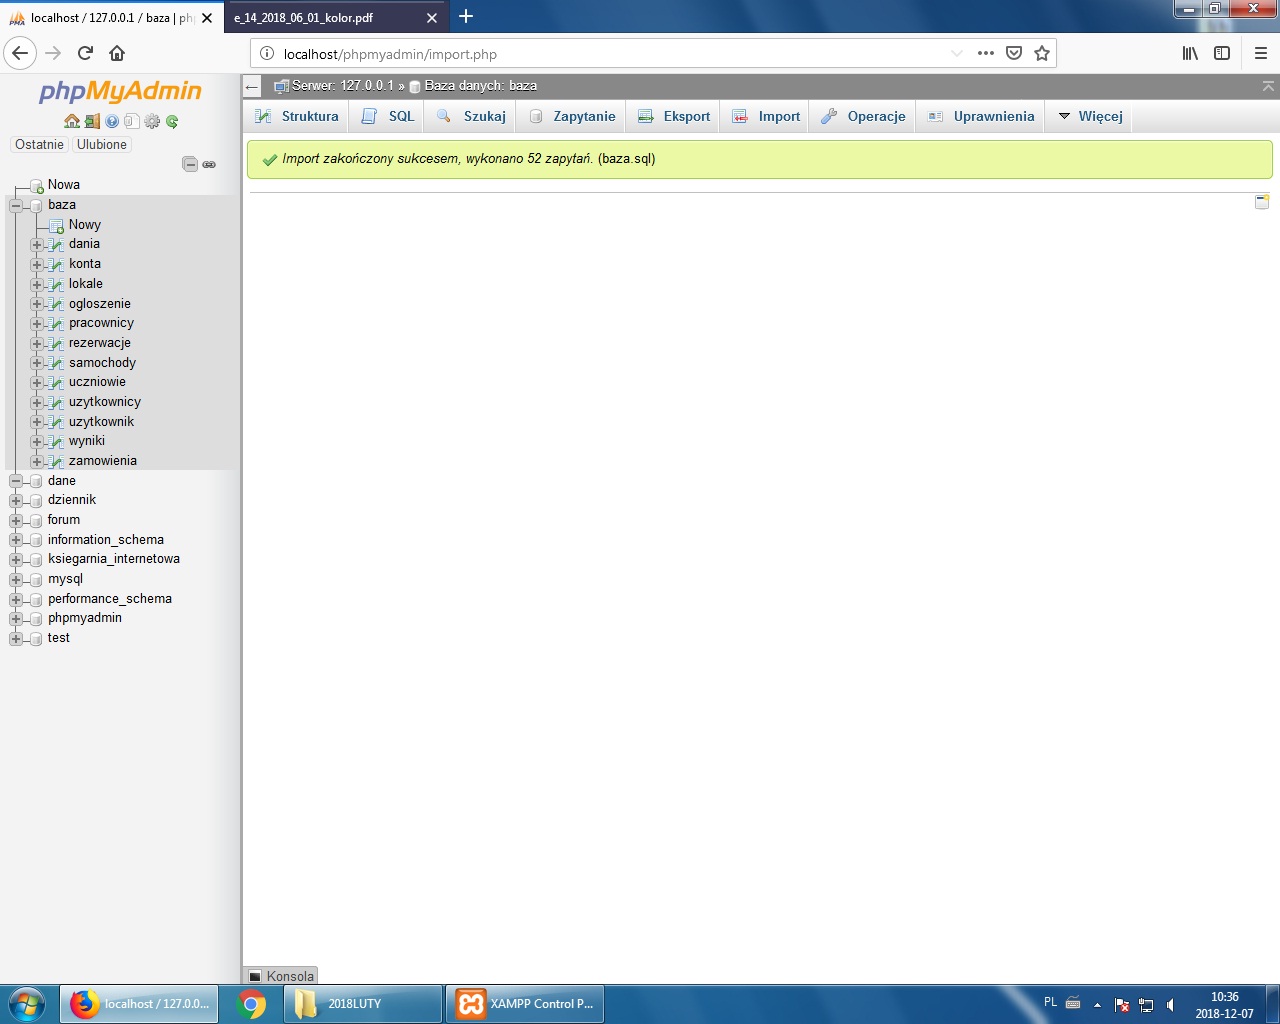 localhost / 127.0.0.1 / baza | php
e_14_2018_06_01_kolor.pdf
localhost/phpmyadmin/import.php
phpMyAdmin
Ostatnie Ulubione
Nowa
baza
Nowy
dania
konta
lokale
ogloszenie
pracownicy
rezerwacje
samochody
uczniowie
uzytkownicy
uzytkownik
wyniki
zamowienia
dane
dziennik
forum
information_schema
ksiegarnia_internetowa
mysql
performance_schema
phpmyadmin
test
Serwer: 127.0.0.1 » Baza danych: baza
Struktura SQL Szukaj Zapytanie Eksport Import Operacje Uprawnienia Więcej
Import zakończony sukcesem, wykonano 52 zapytań. (baza.sql)
Konsola
localhost / 127.0.0... 2018LUTY XAMPP Control P... PL 10:36
2018-12-07